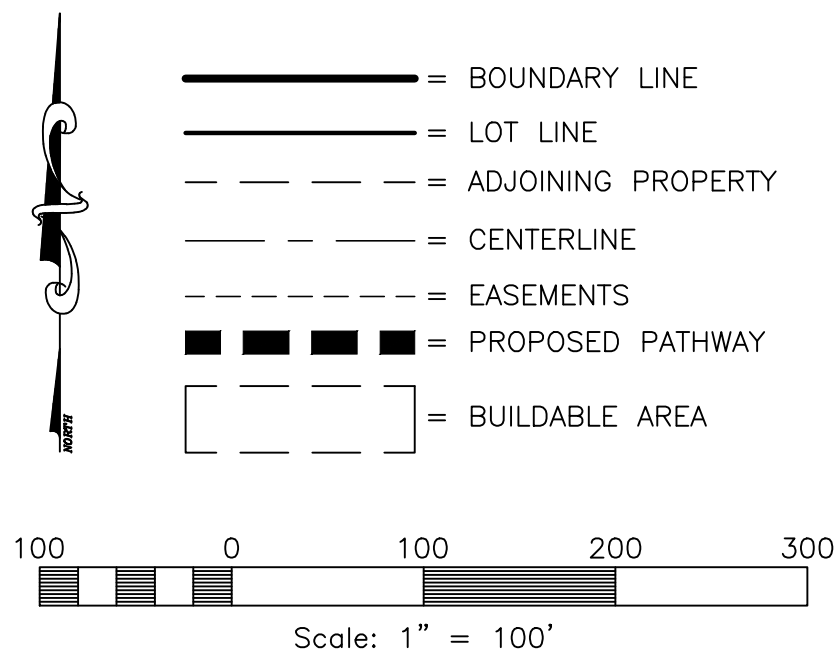 = BOUNDARY LINE
= LOT LINE
= ADJOINING PROPERTY
= CENTERLINE
= EASEMENTS
= PROPOSED PATHWAY
= BUILDABLE AREA
NORTH
100 0 100 200 300
Scale: 1" = 100'